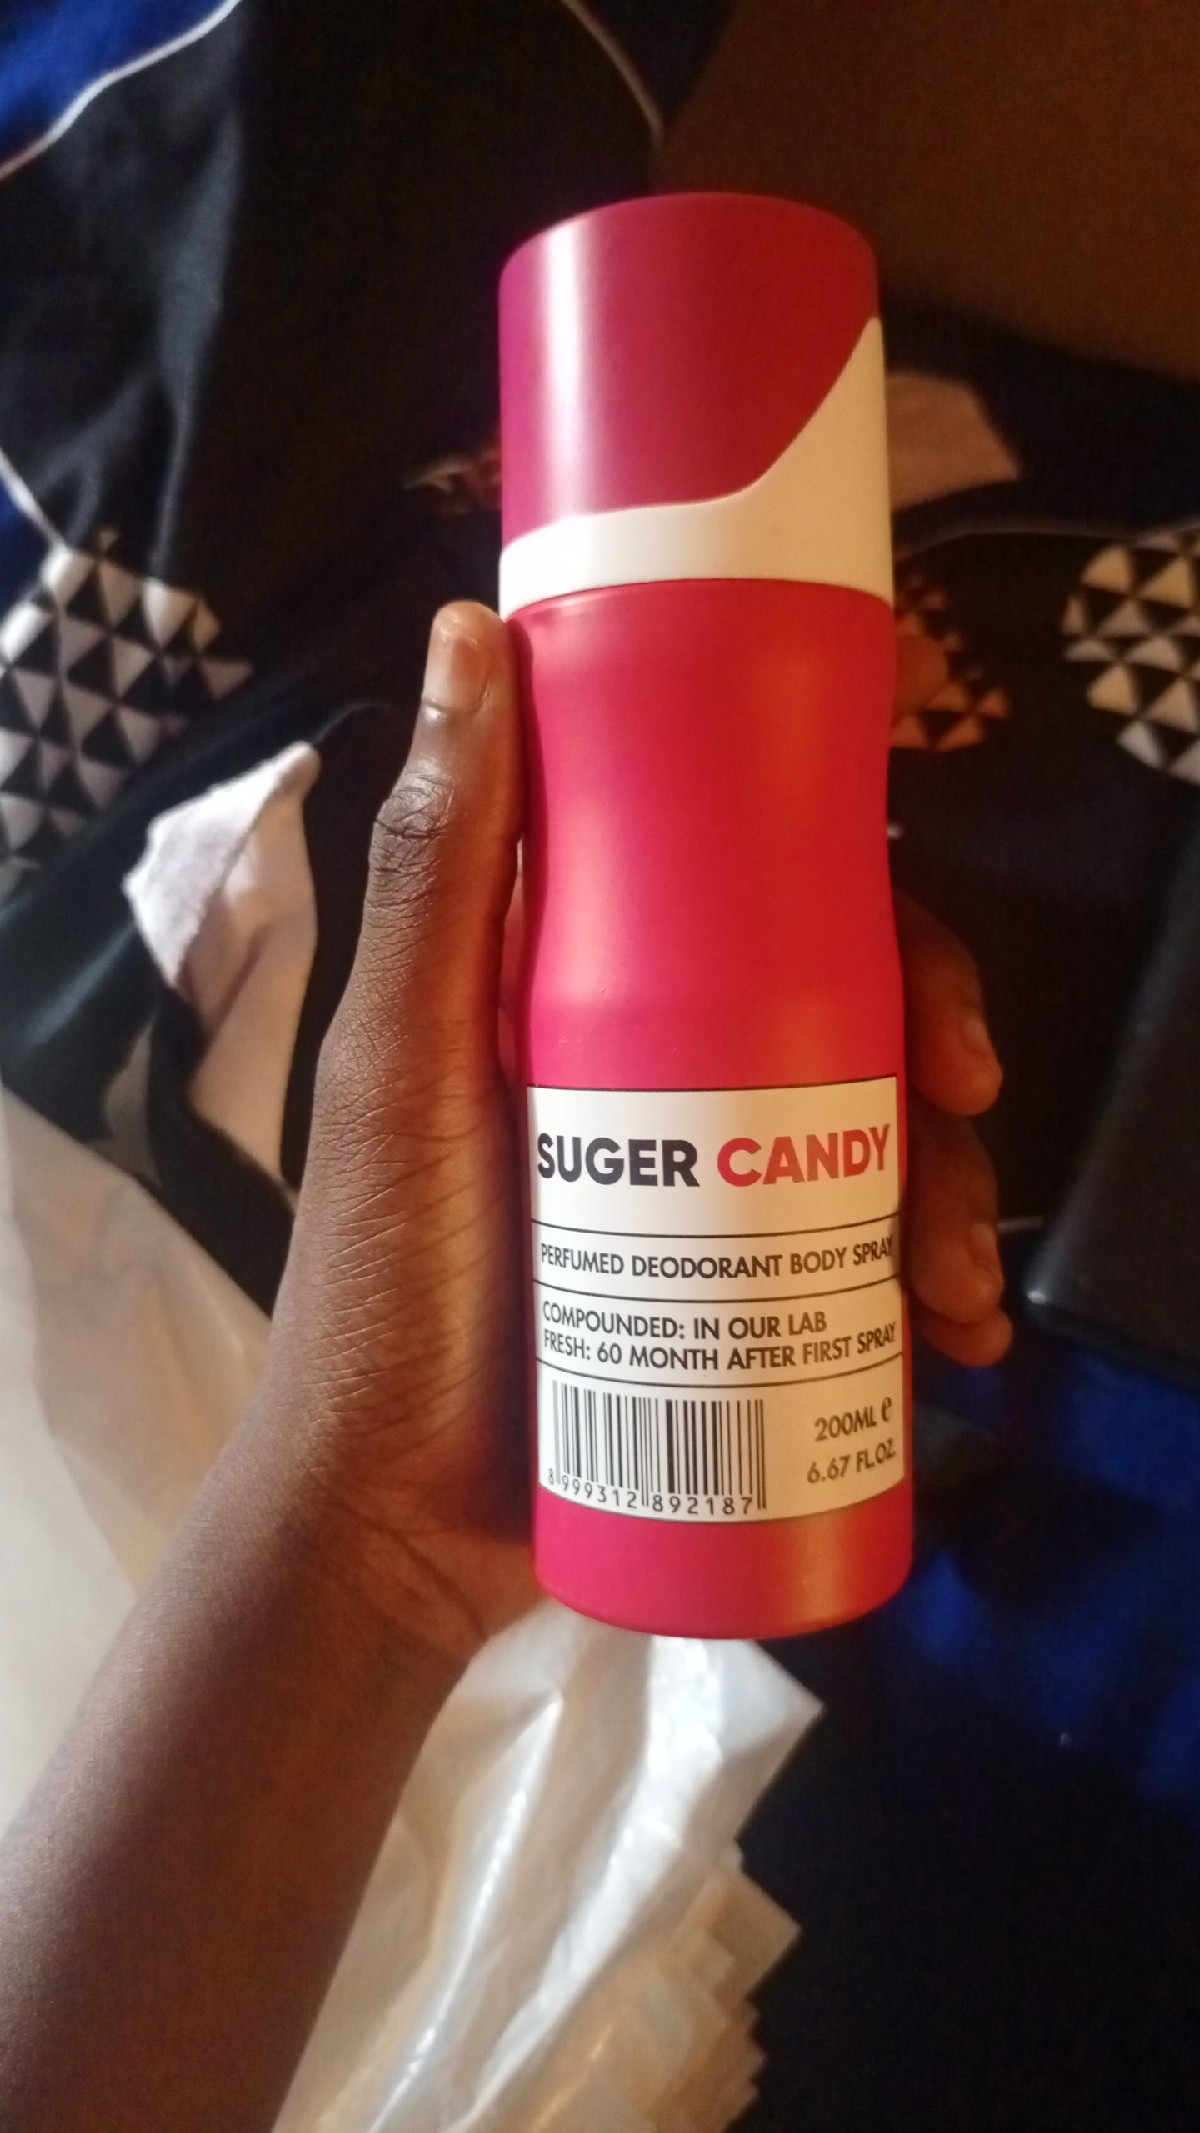 SUGER CANDY
PERFUMED DEODORANT BODY SPRAY
COMPOUNDED: IN OUR LAB
FRESH: 60 MONTH AFTER FIRST SPRAY
200ML e
6.67 FL.OZ.
8 999312 892187